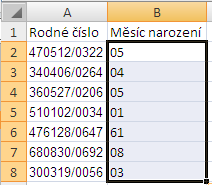 A B
1 Rodné číslo Měsíc narození
2 470512/0322 05
3 340406/0264 04
4 360527/0206 05
5 510102/0034 01
6 476128/0647 61
7 680830/0692 08
8 300319/0056 03